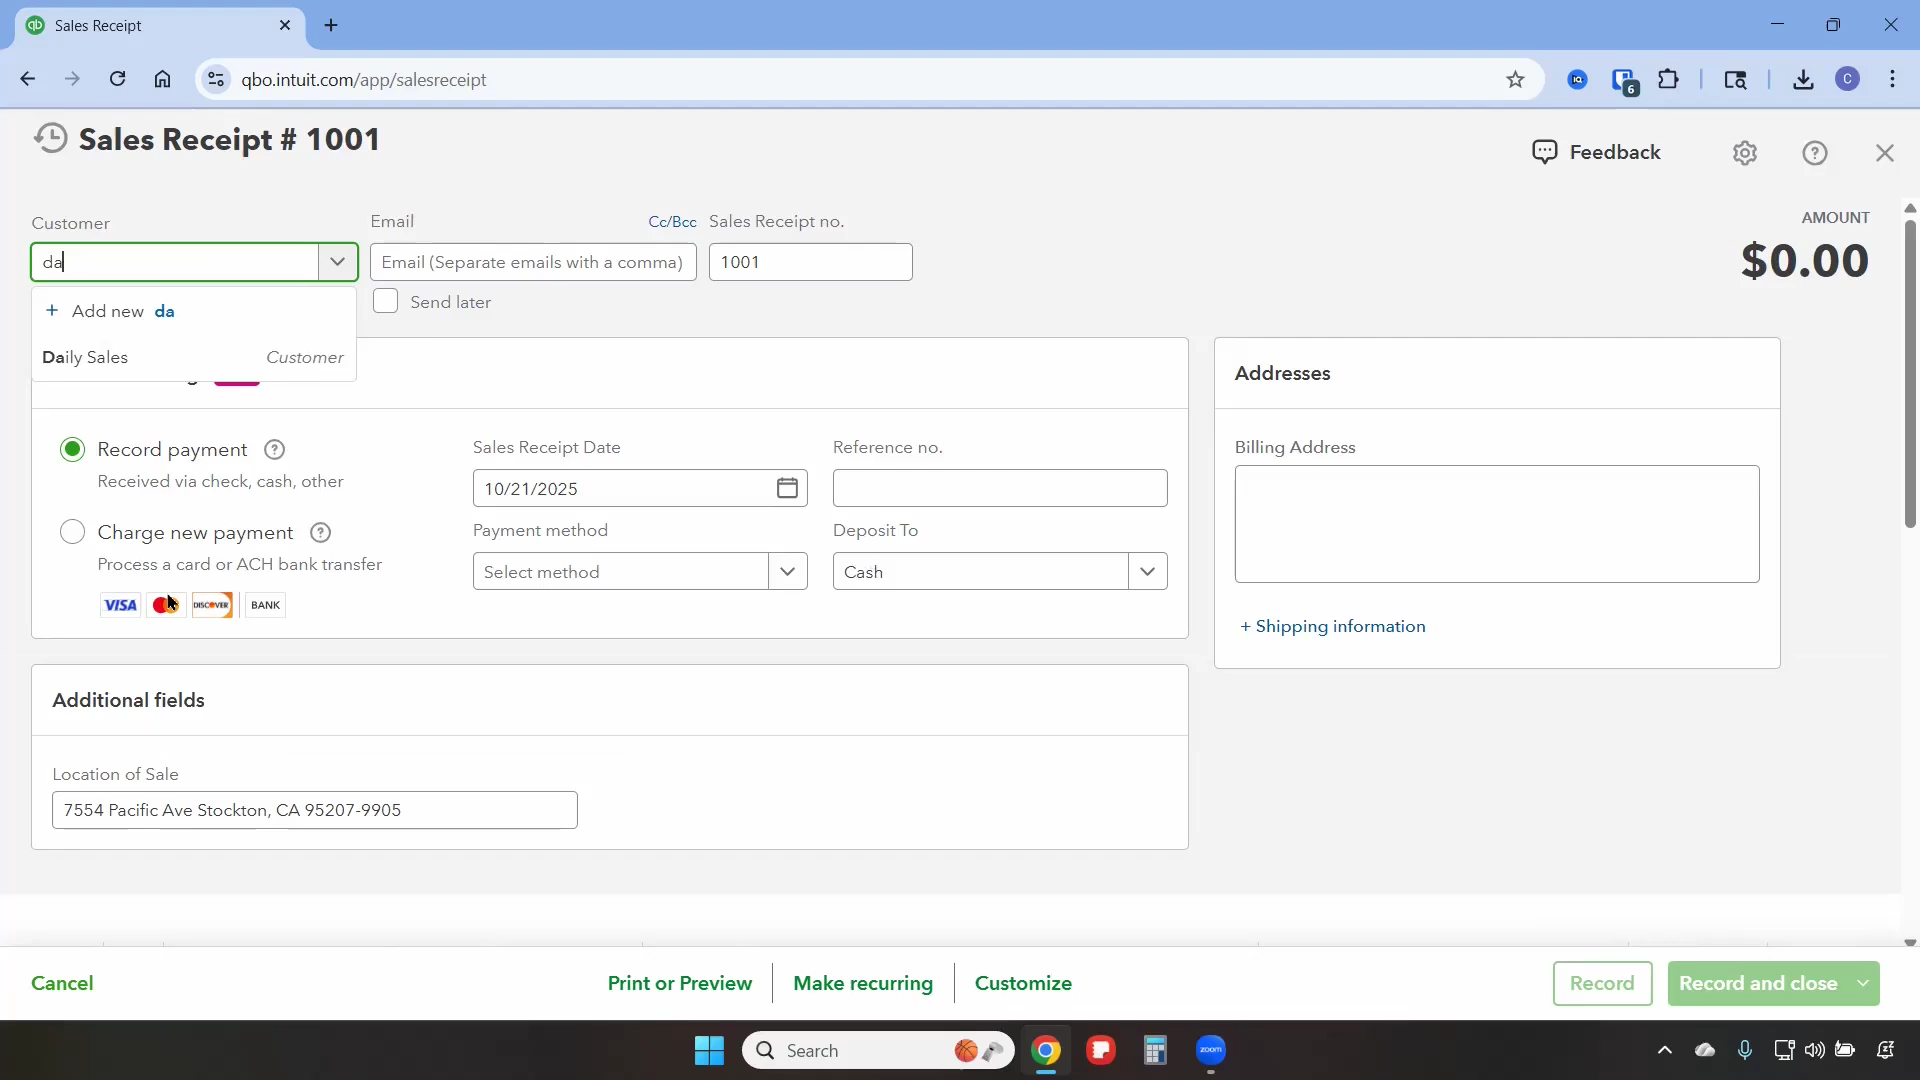 qb Sales Receipt
qbo.intuit.com/app/salesreceipt
6
C
Sales Receipt # 1001
Feedback
Customer
Email
Cc/Bcc
Sales Receipt no.
AMOUNT
da
Email (Separate emails with a comma)
1001
$0.00
Send later
+ Add new da
Daily Sales Customer
Addresses
Record payment
Received via check, cash, other
Sales Receipt Date
Reference no.
Billing Address
10/21/2025
Charge new payment
Process a card or ACH bank transfer
Payment method
Deposit To
Select method
Cash
VISA
DISCOVER
BANK
+ Shipping information
Additional fields
Location of Sale
7554 Pacific Ave Stockton, CA 95207-9905
Cancel
Print or Preview
Make recurring
Customize
Record
Record and close
Search
zoom